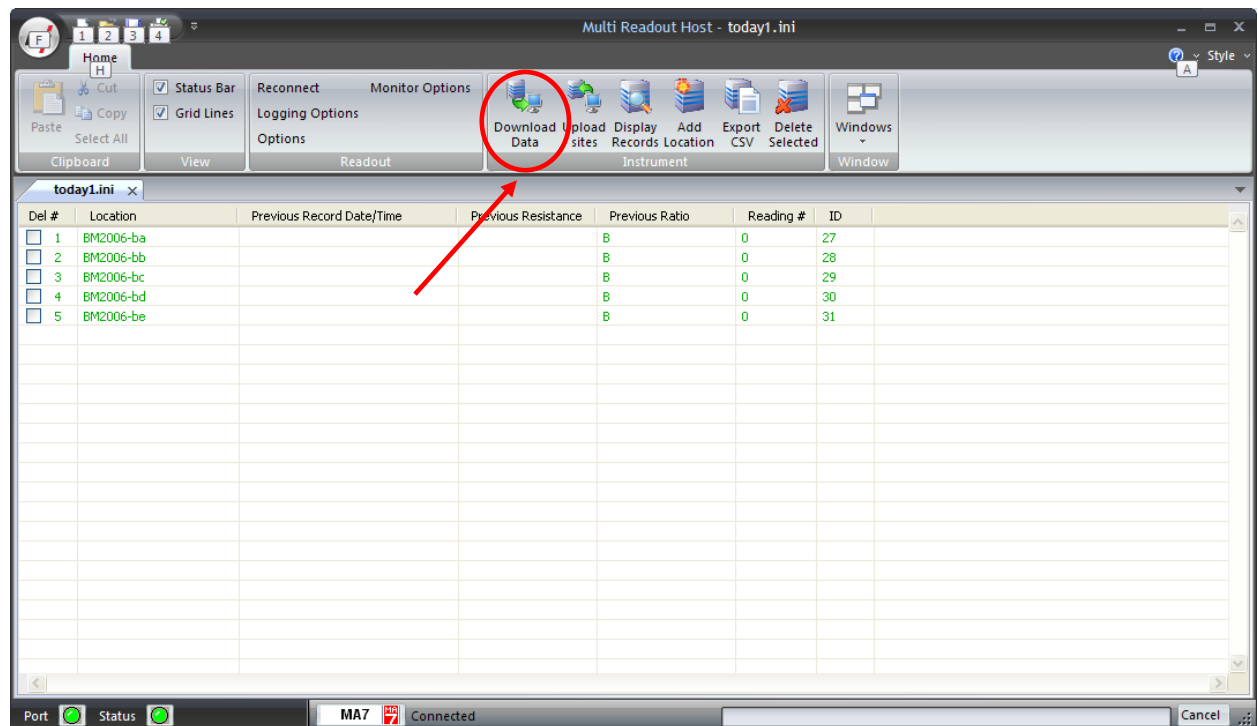 Multi Readout Host - today1.ini
F 1 2 3 4
Home
H
Style
A
Paste
Cut
Copy
Select All
Clipboard
Status Bar
Grid Lines
View
Reconnect Monitor Options
Logging Options
Options
Readout
Download Data
Upload sites
Display Records
Add Location
Export CSV
Delete Selected
Instrument
Windows
Window
today1.ini
Del # Location Previous Record Date/Time Previous Resistance Previous Ratio Reading # ID
1 BM2006-ba B 0 27
2 BM2006-bb B 0 28
3 BM2006-bc B 0 29
4 BM2006-bd B 0 30
5 BM2006-be B 0 31
Port Status MA7 MA 7 Connected Cancel